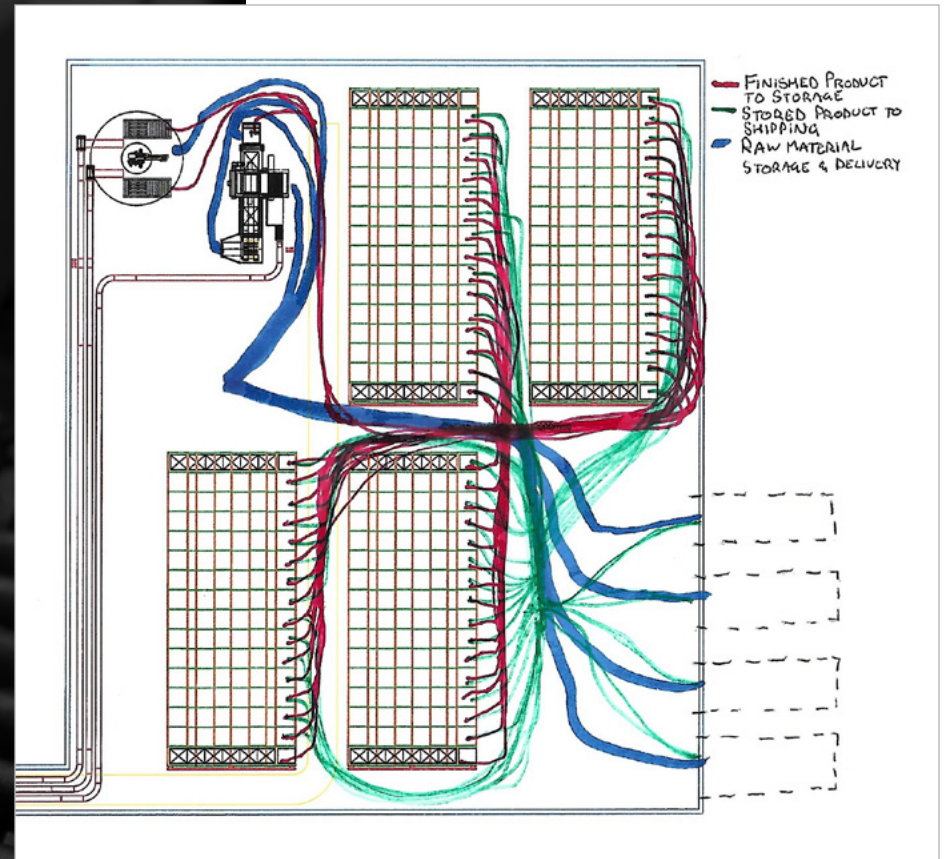 FINISHED PRODUCT
TO STORAGE
STORED PRODUCT TO
SHIPPING
RAW MATERIAL
STORAGE & DELIVERY